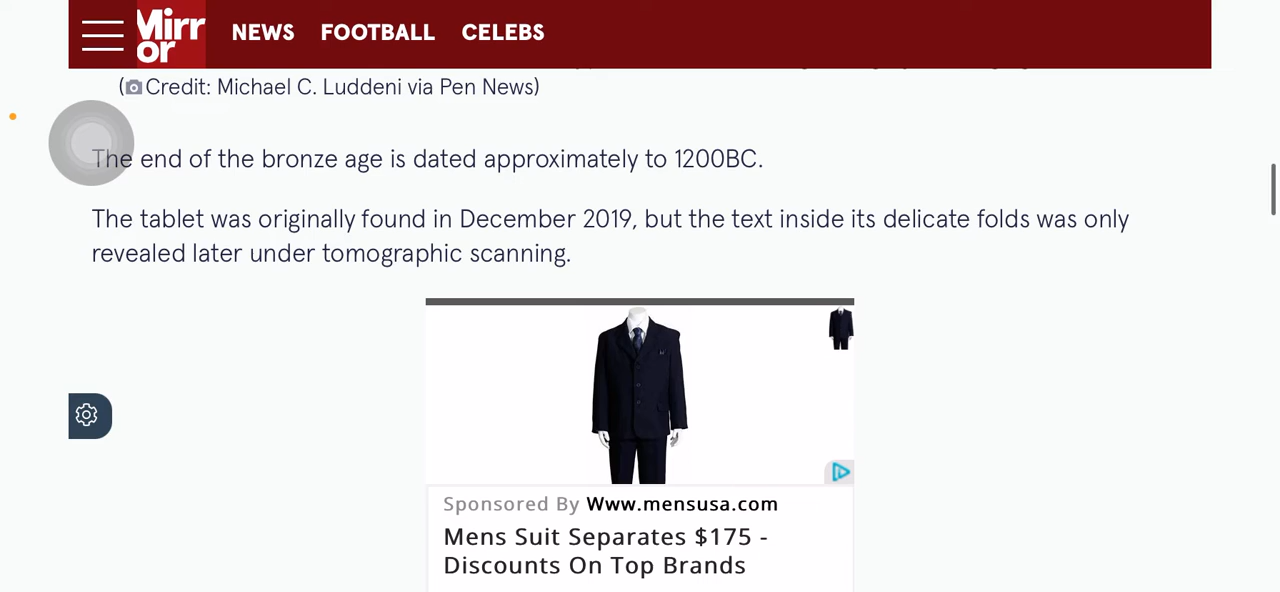 Mirr
or
NEWS FOOTBALL CELEBS
(Credit: Michael C. Luddeni via Pen News)
The end of the bronze age is dated approximately to 1200BC.
The tablet was originally found in December 2019, but the text inside its delicate folds was only
revealed later under tomographic scanning.
Sponsored By Www.mensusa.com
Mens Suit Separates $175 -
Discounts On Top Brands